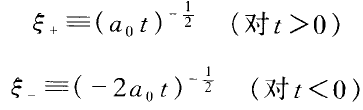 ξ₊ ≡ (a₀t)^{-1/2} (对t>0)
ξ₋ ≡ (-2a₀t)^{-1/2} (对t<0)